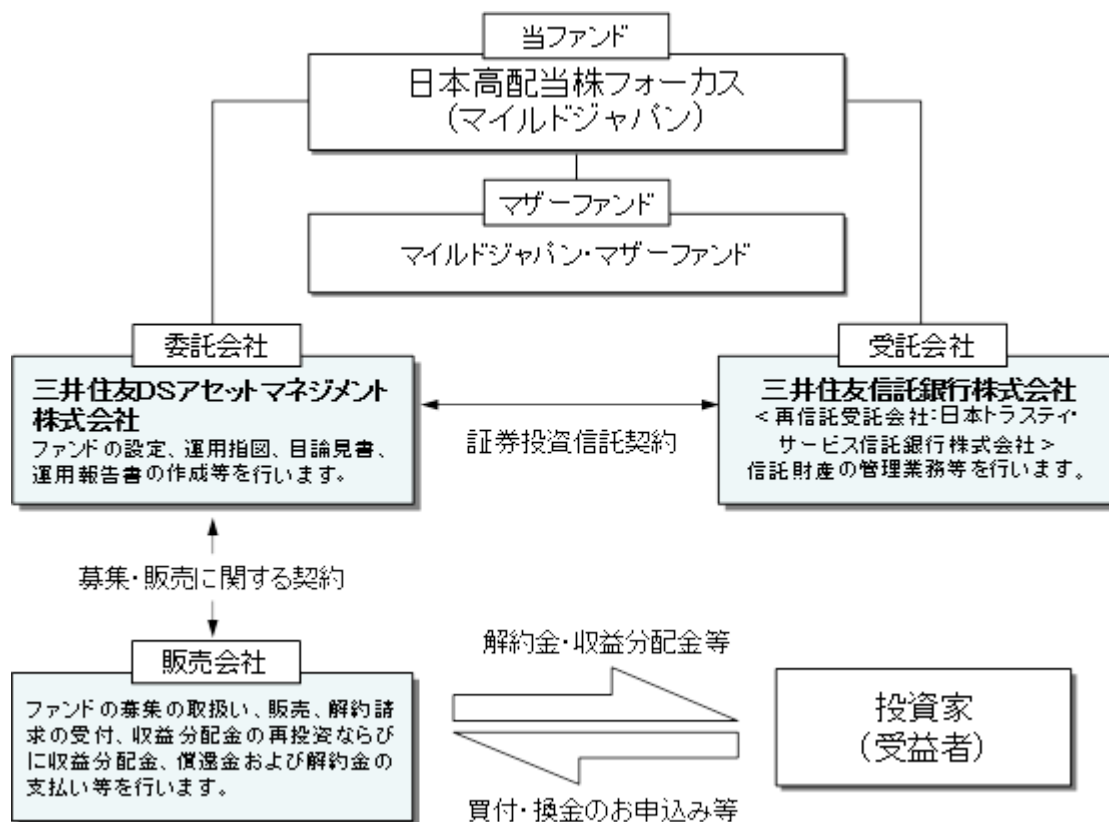 当ファンド
日本高配当株フォーカス
(マイルドジャパン)
マザーファンド
マイルドジャパン・マザーファンド
委託会社
三井住友DSアセットマネジメント
株式会社
ファンドの設定、運用指図、目論見書、
運用報告書の作成等を行います。
証券投資信託契約
受託会社
三井住友信託銀行株式会社
<再信託受託会社:日本トラスティ・
サービス信託銀行株式会社>
信託財産の管理業務等を行います。
募集・販売に関する契約
販売会社
ファンドの募集の取扱い、販売、解約請
求の受付、収益分配金の再投資ならび
に収益分配金、償還金および解約金の
支払い等を行います。
解約金・収益分配金等
買付・換金のお申込み等
投資家
(受益者)